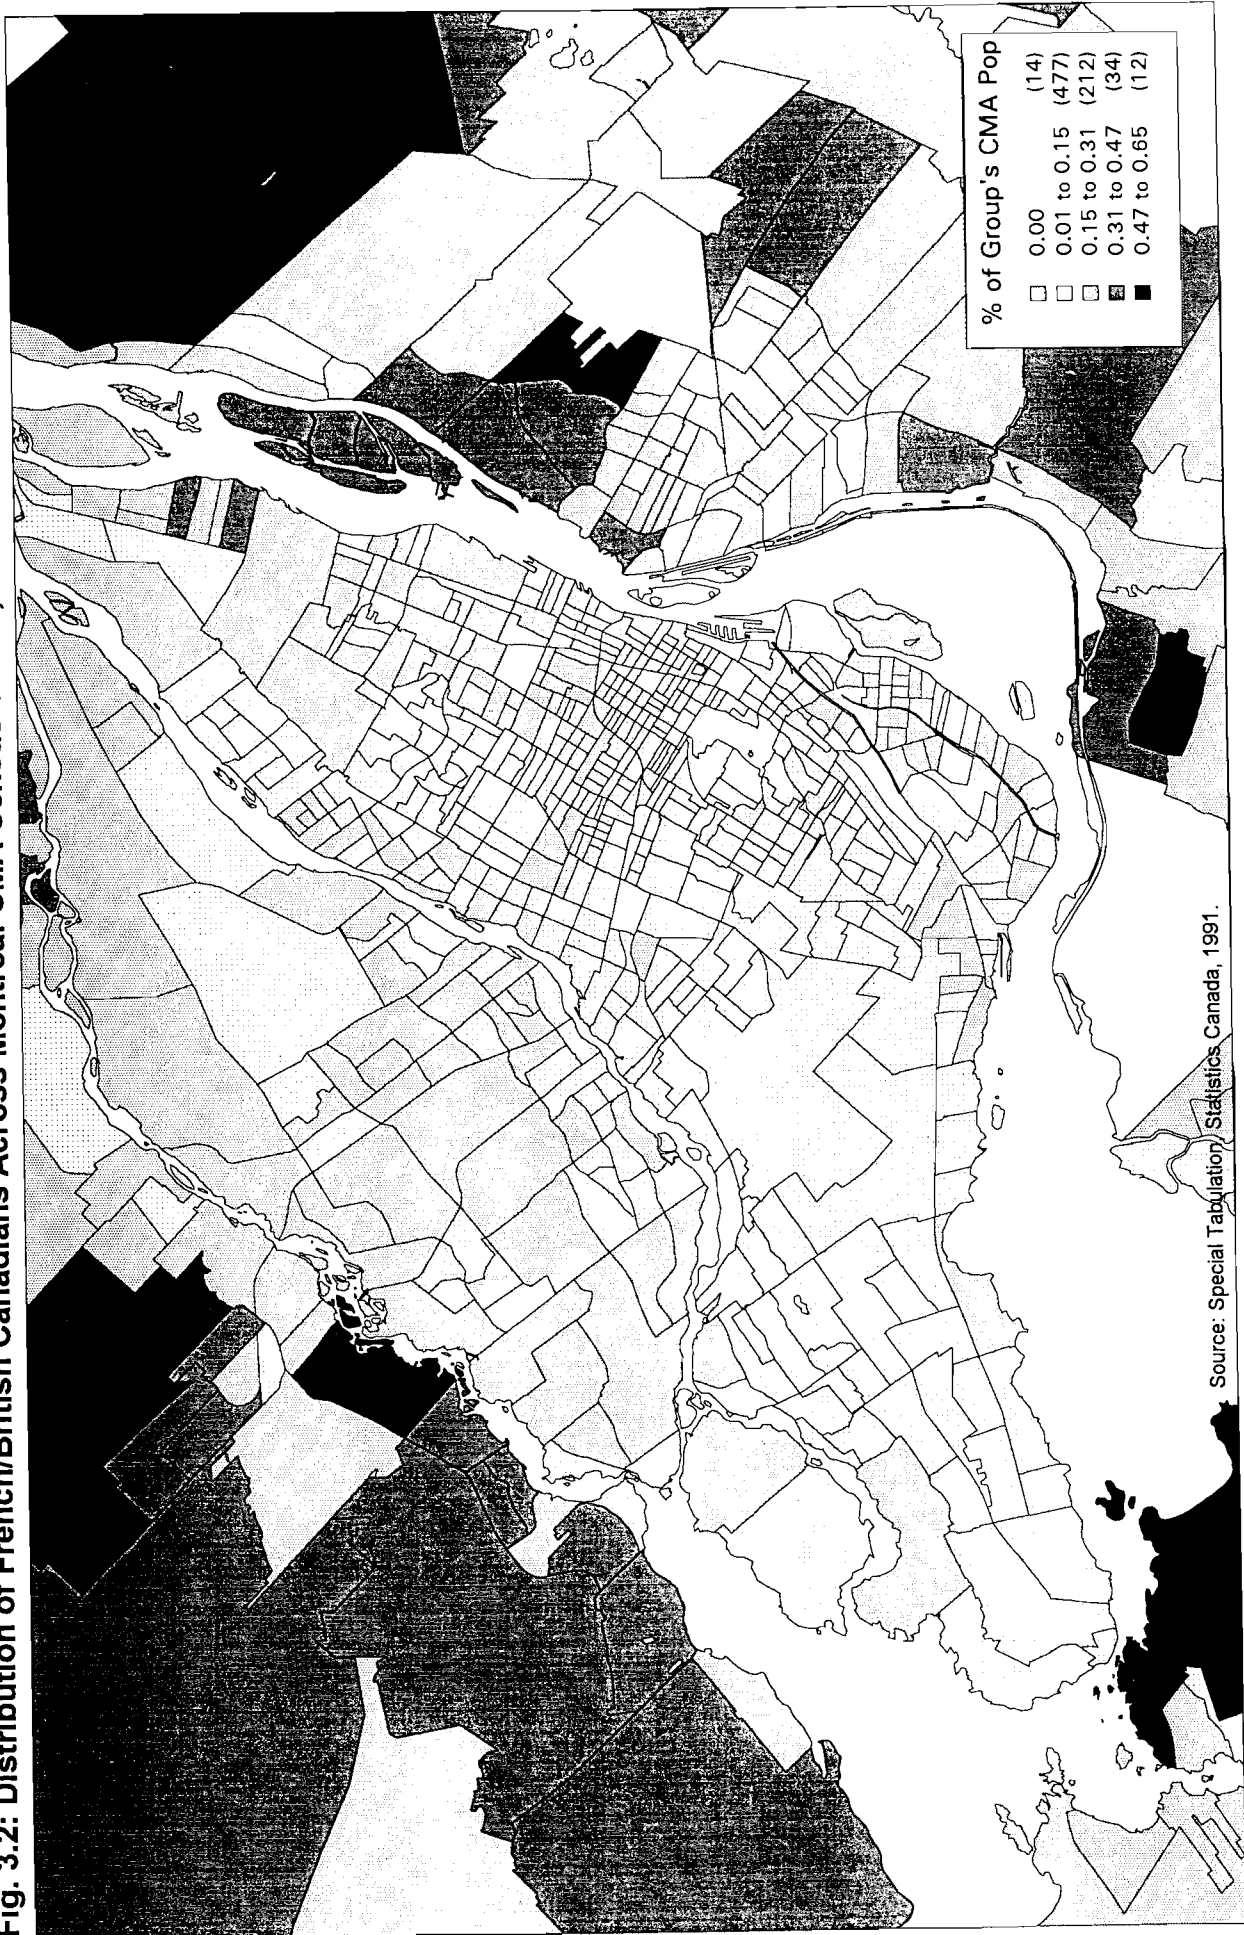 Fig. 3.2: Distribution of French/British Canadians Across Montreal CMA
% of Group's CMA Pop
0.00 (14)
0.01 to 0.15 (477)
0.15 to 0.31 (212)
0.31 to 0.47 (34)
0.47 to 0.65 (12)
Source: Special Tabulation, Statistics Canada, 1991.